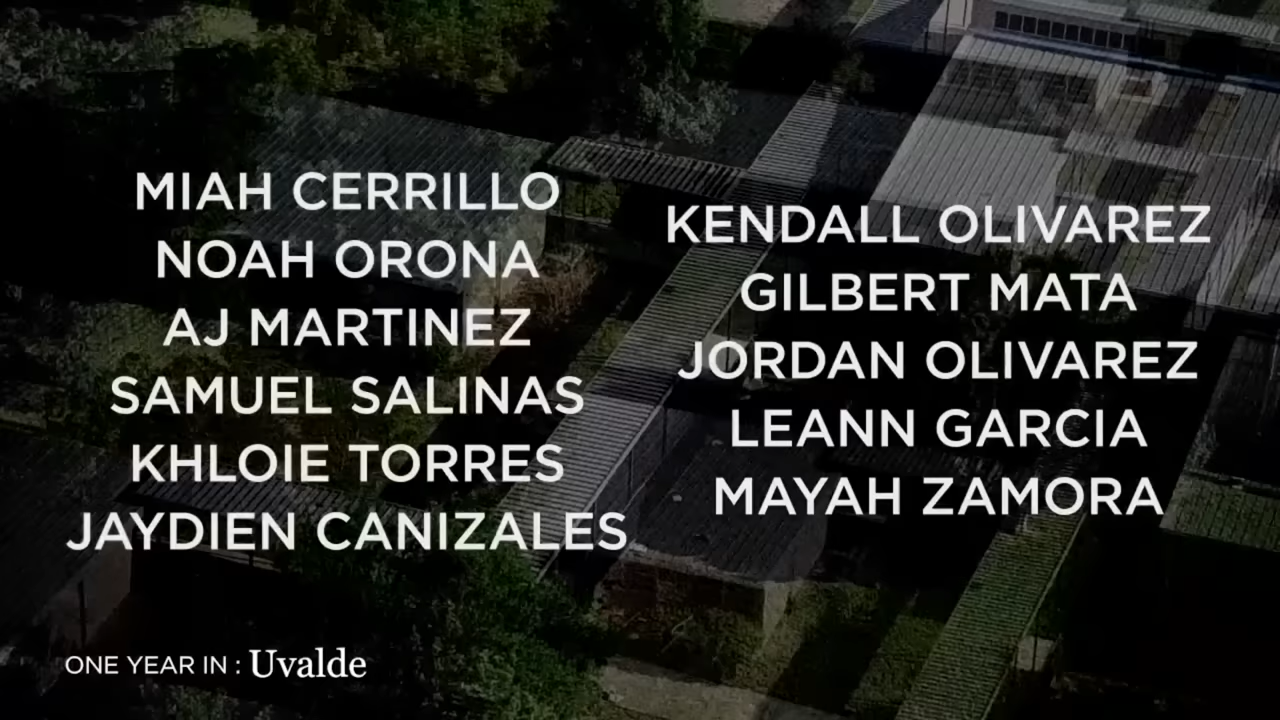 MIAH CERRILLO
NOAH ORONA
AJ MARTINEZ
SAMUEL SALINAS
KHLOIE TORRES
JAYDIEN CANIZALES
KENDALL OLIVAREZ
GILBERT MATA
JORDAN OLIVAREZ
LEANN GARCIA
MAYAH ZAMORA
ONE YEAR IN : Uvalde